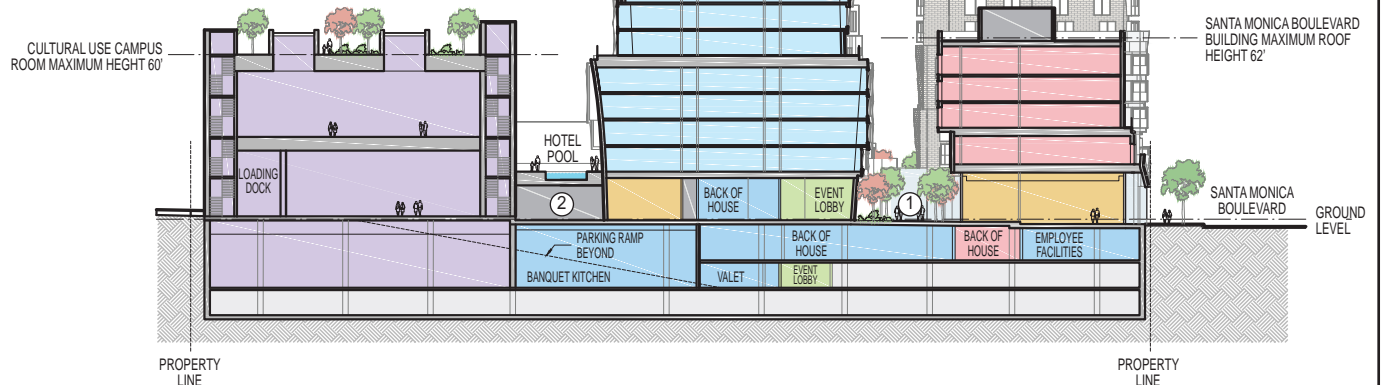 CULTURAL USE CAMPUS
ROOM MAXIMUM HEGHT 60'
SANTA MONICA BOULEVARD
BUILDING MAXIMUM ROOF
HEIGHT 62'
HOTEL
POOL
LOADING
DOCK
2
BACK OF
HOUSE
EVENT
LOBBY
1
SANTA MONICA
BOULEVARD
GROUND
LEVEL
PARKING RAMP
BEYOND
BANQUET KITCHEN
BACK OF
HOUSE
BACK OF
HOUSE
EMPLOYEE
FACILITIES
VALET
EVENT
LOBBY
PROPERTY
LINE
PROPERTY
LINE